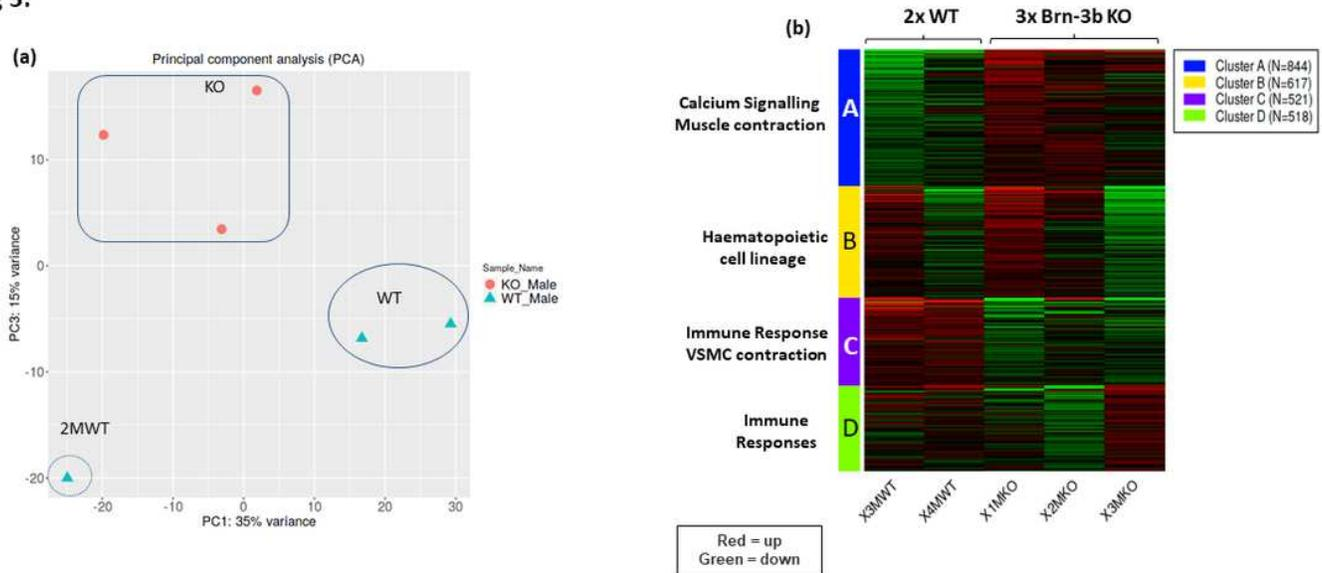 (a)
Principal component analysis (PCA)
KO
WT
2MWT
10
0
-10
-20
-20
-10
0
10
20
30
PC3: 15% variance
PC1: 35% variance
Sample_Name
KO_Male
WT_Male
(b)
2x WT
3x Brn-3b KO
Calcium Signalling
Muscle contraction
Haematopoietic
cell lineage
Immune Response
VSMC contraction
Immune
Responses
A
B
C
D
Cluster A (N=844)
Cluster B (N=617)
Cluster C (N=521)
Cluster D (N=518)
X3MWT
X4MWT
X1MKO
X2MKO
X3MKO
Red = up
Green = down